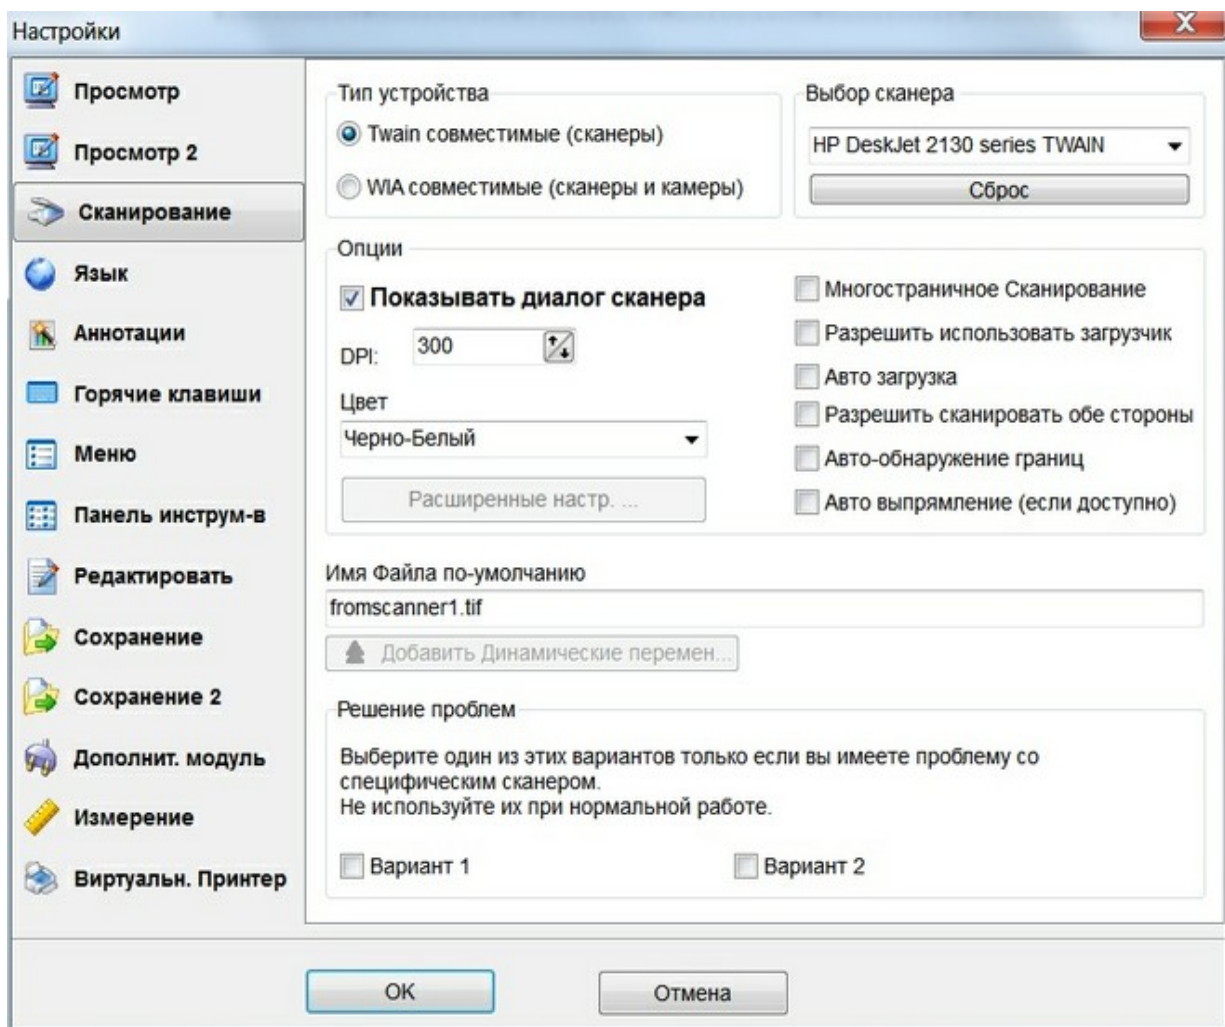 Настройки
Просмотр
Просмотр 2
Сканирование
Язык
Аннотации
Горячие клавиши
Меню
Панель инструм-в
Редактировать
Сохранение
Сохранение 2
Дополнит. модуль
Измерение
Виртуальн. Принтер
Тип устройства
Twain совместимые (сканеры)
WIA совместимые (сканеры и камеры)
Выбор сканера
HP DeskJet 2130 series TWAIN
Сброс
Опции
Показывать диалог сканера
DPI: 300
Цвет
Черно-Белый
Расширенные настр. ...
Многостраничное Сканирование
Разрешить использовать загрузчик
Авто загрузка
Разрешить сканировать обе стороны
Авто-обнаружение границ
Авто выпрямление (если доступно)
Имя Файла по-умолчанию
fromscanner1.tif
Добавить Динамические перемен...
Решение проблем
Выберите один из этих вариантов только если вы имеете проблему со
специфическим сканером.
Не используйте их при нормальной работе.
Вариант 1
Вариант 2
OK
Отмена